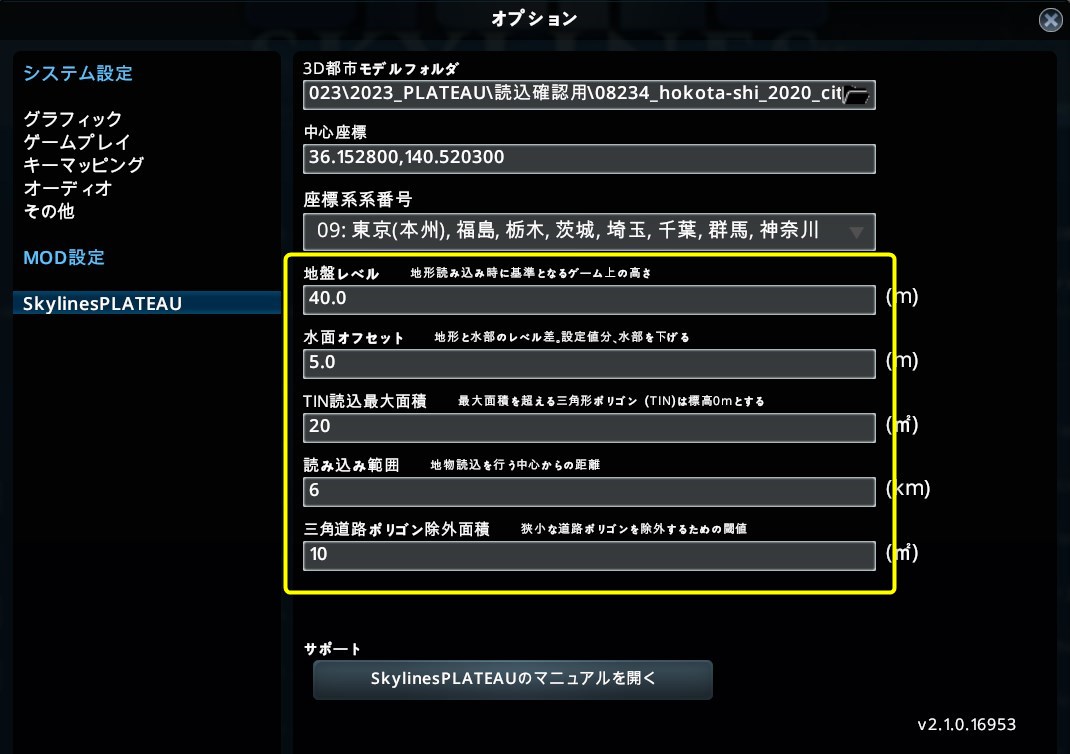 オプション
システム設定
グラフィック
ゲームプレイ
キーマッピング
オーディオ
その他
MOD設定
SkylinesPLATEAU
3D都市モデルフォルダ
023\2023_PLATEAU\読込確認用\08234_hokota-shi_2020_cit
中心座標
36.152800,140.520300
座標系系番号
09: 東京(本州), 福島, 栃木, 茨城, 埼玉, 千葉, 群馬, 神奈川
地盤レベル 地形読み込み時に基準となるゲーム上の高さ
40.0 (m)
水面オフセット 地形と水部のレベル差。設定値分、水部を下げる
5.0 (m)
TIN読込最大面積 最大面積を超える三角形ポリゴン (TIN)は標高0mとする
20 (㎡)
読み込み範囲 地物読込を行う中心からの距離
6 (km)
三角道路ポリゴン除外面積 狭小な道路ポリゴンを除外するための閾値
10 (㎡)
サポート
SkylinesPLATEAUのマニュアルを開く
v2.1.0.16953